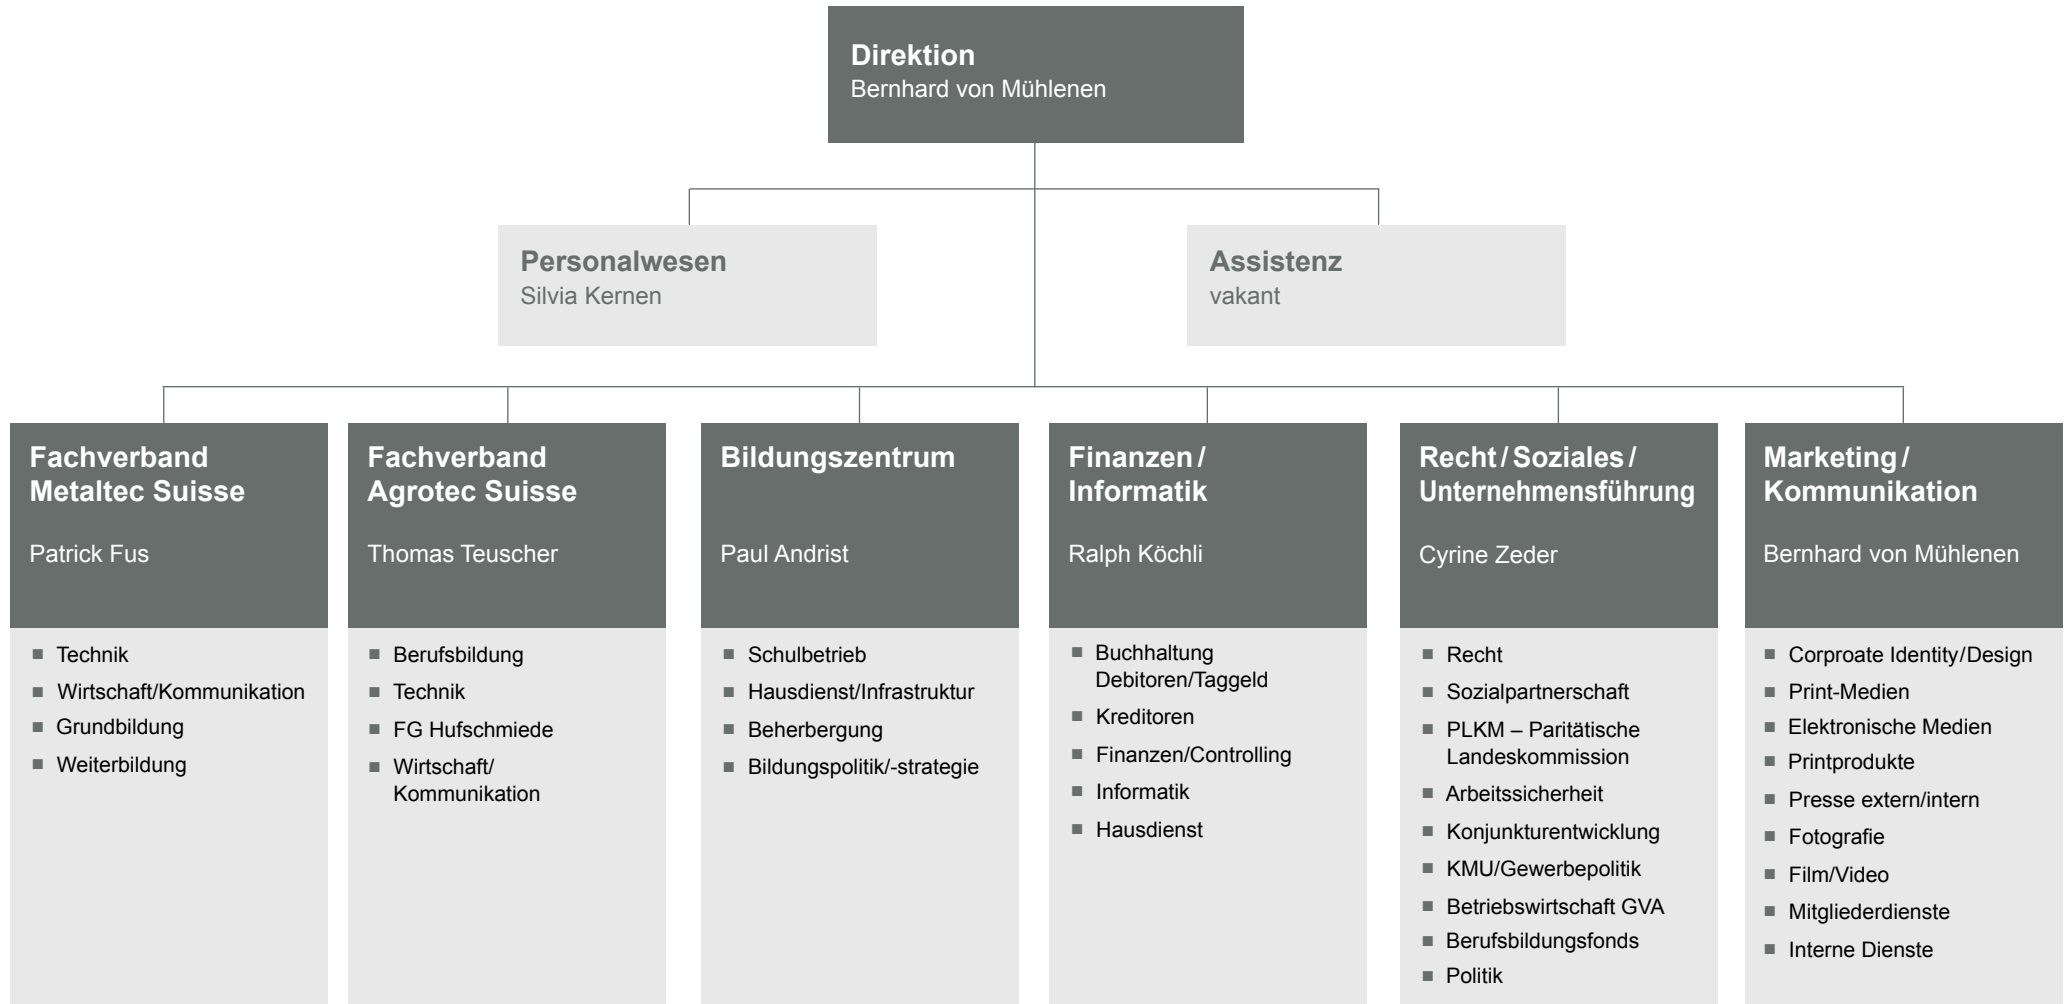 Direktion
Bernhard von Mühlenen
Personalwesen
Silvia Kernen
Assistenz
vakant
Fachverband
Metaltec Suisse
Patrick Fus
■ Technik
■ Wirtschaft/Kommunikation
■ Grundbildung
■ Weiterbildung
Fachverband
Agrotec Suisse
Thomas Teuscher
■ Berufsbildung
■ Technik
■ FG Hufschmiede
■ Wirtschaft/
Kommunikation
Bildungszentrum
Paul Andrist
■ Schulbetrieb
■ Hausdienst/Infrastruktur
■ Beherbergung
■ Bildungspolitik/-strategie
Finanzen/
Informatik
Ralph Köchli
■ Buchhaltung
Debitoren/Taggeld
■ Kreditoren
■ Finanzen/Controlling
■ Informatik
■ Hausdienst
Recht/Soziales/
Unternehmensführung
Cyrine Zeder
■ Recht
■ Sozialpartnerschaft
■ PLKM – Paritätische
Landeskommission
■ Arbeitssicherheit
■ Konjunkturentwicklung
■ KMU/Gewerbepolitik
■ Betriebswirtschaft GVA
■ Berufsbildungsfonds
■ Politik
Marketing/
Kommunikation
Bernhard von Mühlenen
■ Corproate Identity/Design
■ Print-Medien
■ Elektronische Medien
■ Printprodukte
■ Presse extern/intern
■ Fotografie
■ Film/Video
■ Mitgliederdienste
■ Interne Dienste